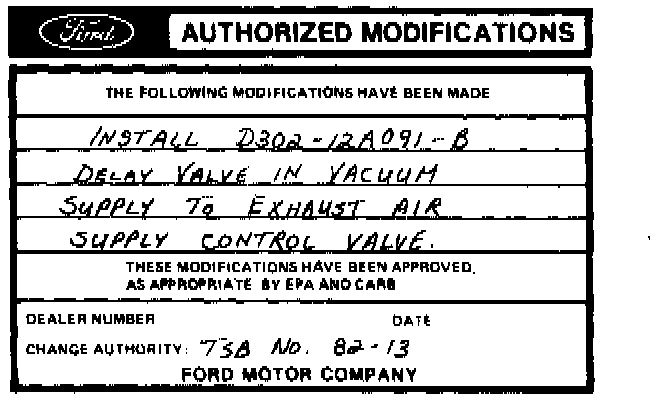 Ford
AUTHORIZED MODIFICATIONS
THE FOLLOWING MODIFICATIONS HAVE BEEN MADE
INSTALL D302-12A091-B
DELAY VALVE IN VACUUM
SUPPLY TO EXHAUST AIR
SUPPLY CONTROL VALVE.
THESE MODIFICATIONS HAVE BEEN APPROVED,
AS APPROPRIATE BY EPA AND CARB
DEALER NUMBER DATE
CHANGE AUTHORITY: TSB No. 82-13
FORD MOTOR COMPANY